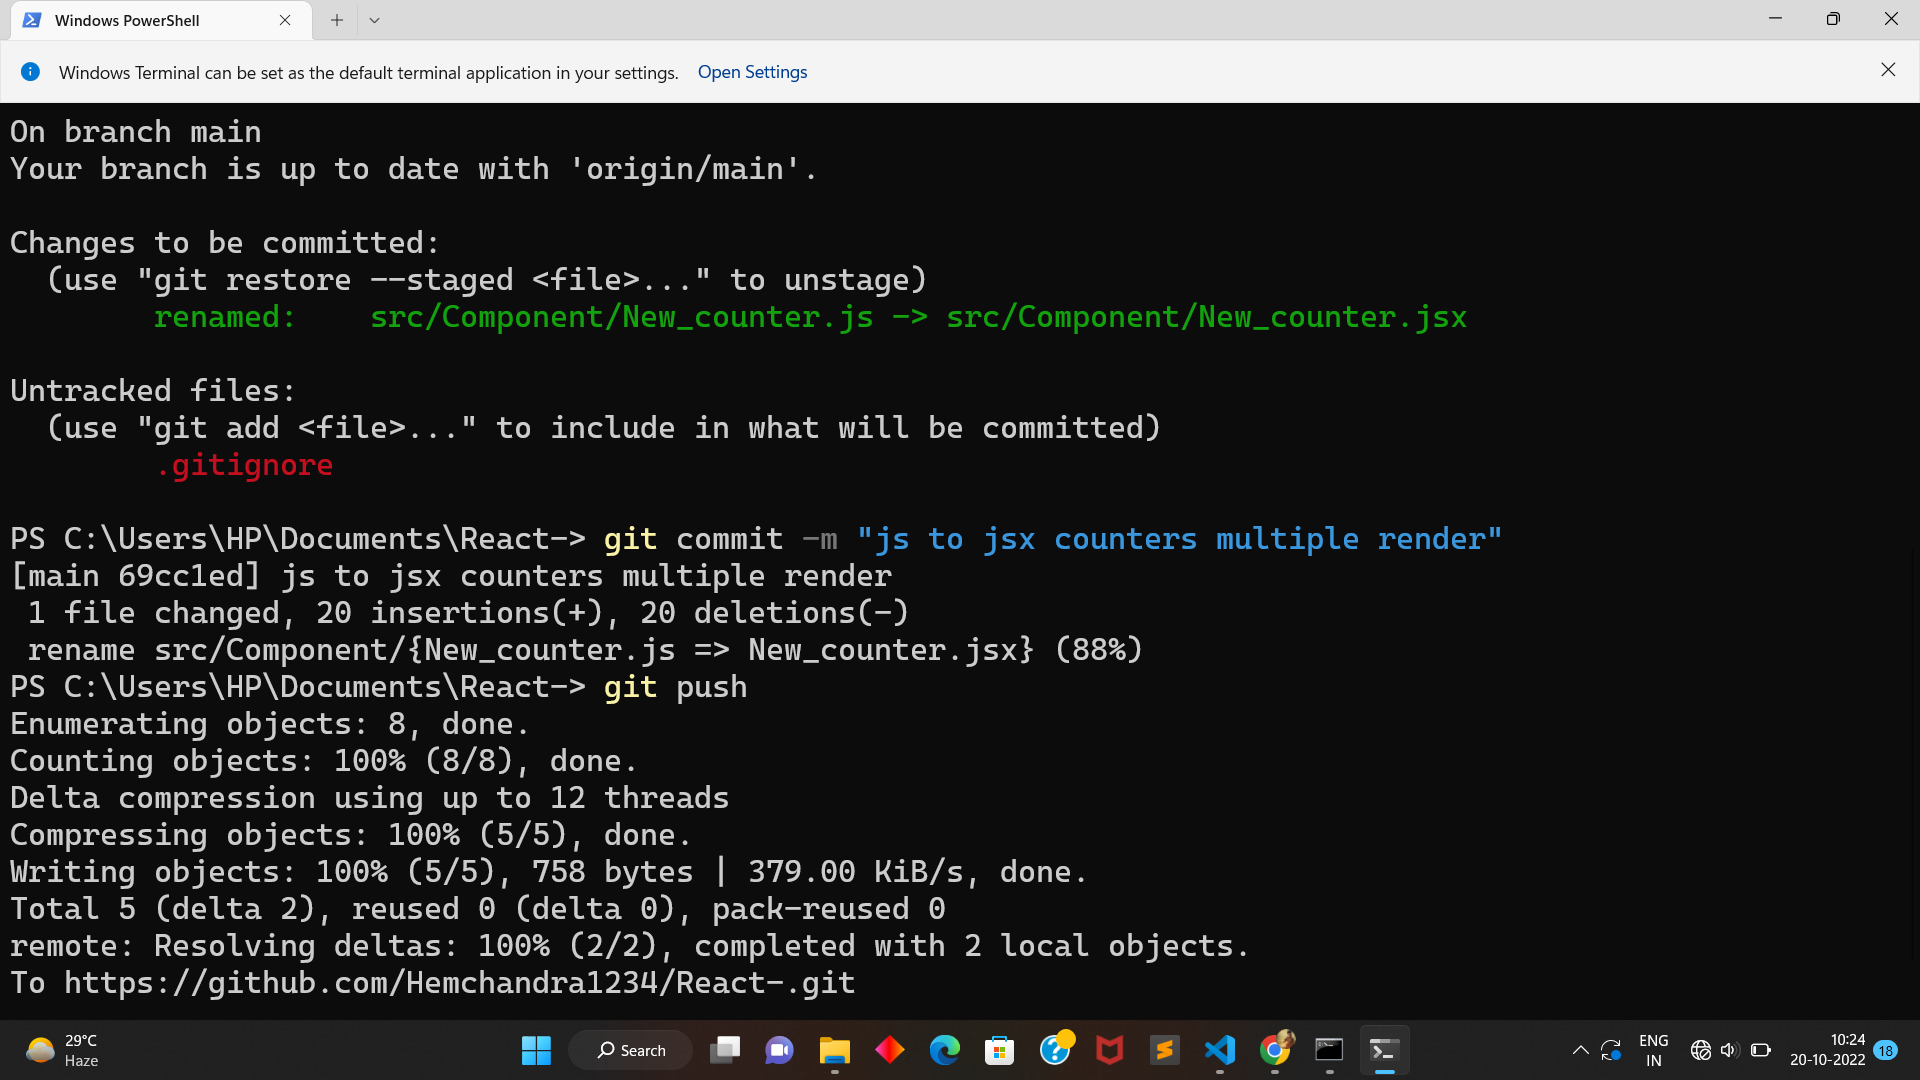 Windows PowerShell
Windows Terminal can be set as the default terminal application in your settings. Open Settings
On branch main
Your branch is up to date with 'origin/main'.
Changes to be committed:
  (use "git restore --staged <file>..." to unstage)
        renamed:    src/Component/New_counter.js -> src/Component/New_counter.jsx
Untracked files:
  (use "git add <file>..." to include in what will be committed)
        .gitignore
PS C:\Users\HP\Documents\React-> git commit -m "js to jsx counters multiple render"
[main 69cc1ed] js to jsx counters multiple render
 1 file changed, 20 insertions(+), 20 deletions(-)
 rename src/Component/{New_counter.js => New_counter.jsx} (88%)
PS C:\Users\HP\Documents\React-> git push
Enumerating objects: 8, done.
Counting objects: 100% (8/8), done.
Delta compression using up to 12 threads
Compressing objects: 100% (5/5), done.
Writing objects: 100% (5/5), 758 bytes | 379.00 KiB/s, done.
Total 5 (delta 2), reused 0 (delta 0), pack-reused 0
remote: Resolving deltas: 100% (2/2), completed with 2 local objects.
To https://github.com/Hemchandra1234/React-.git
29°C
Haze
Search
ENG
IN
10:24
20-10-2022
18